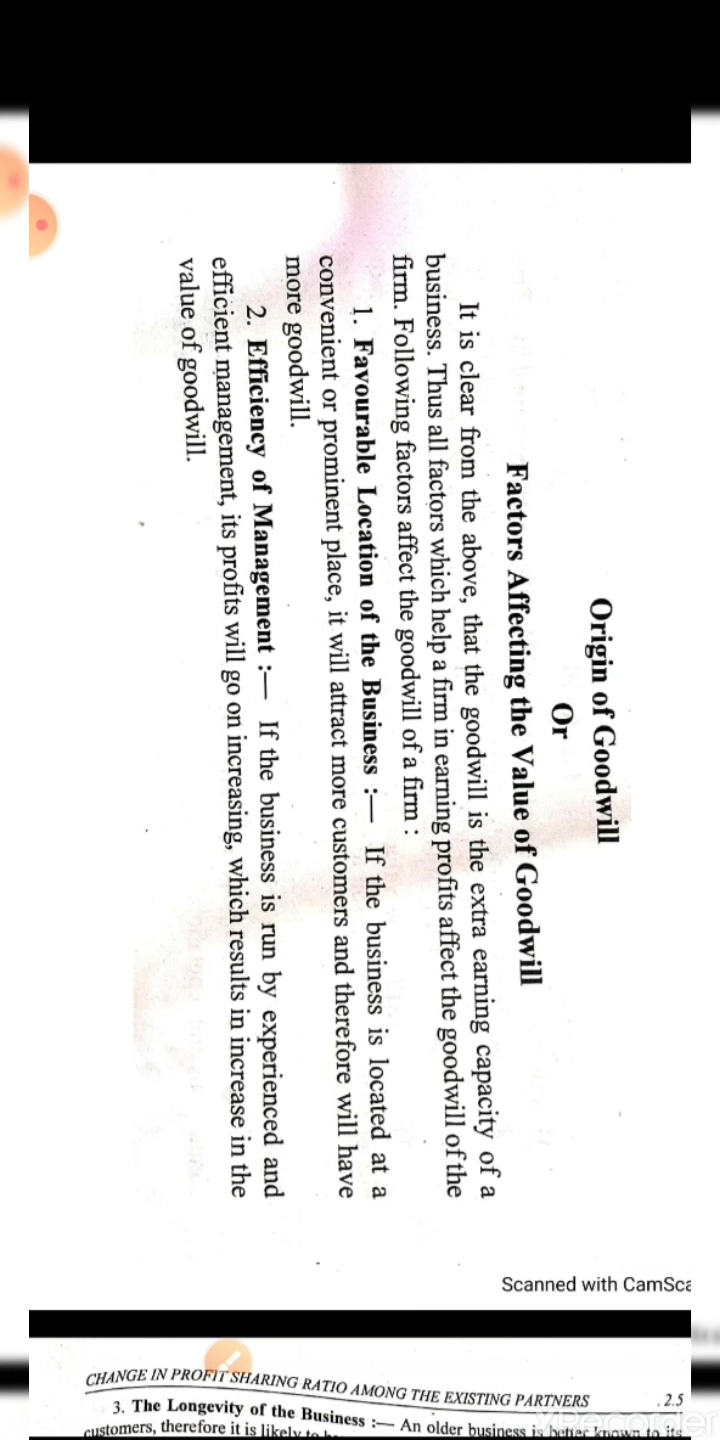 Origin of Goodwill
Or
Factors Affecting the Value of Goodwill
It is clear from the above, that the goodwill is the extra earning capacity of a
business. Thus all factors which help a firm in earning profits affect the goodwill of the
firm. Following factors affect the goodwill of a firm :
1. Favourable Location of the Business :— If the business is located at a
convenient or prominent place, it will attract more customers and therefore will have
more goodwill.
2. Efficiency of Management :— If the business is run by experienced and
efficient management, its profits will go on increasing, which results in increase in the
value of goodwill.
Scanned with CamSca
CHANGE IN PROFIT SHARING RATIO AMONG THE EXISTING PARTNERS 2.5
3. The Longevity of the Business :— An older business is better known to its
customers, therefore it is likely to
XRecorder